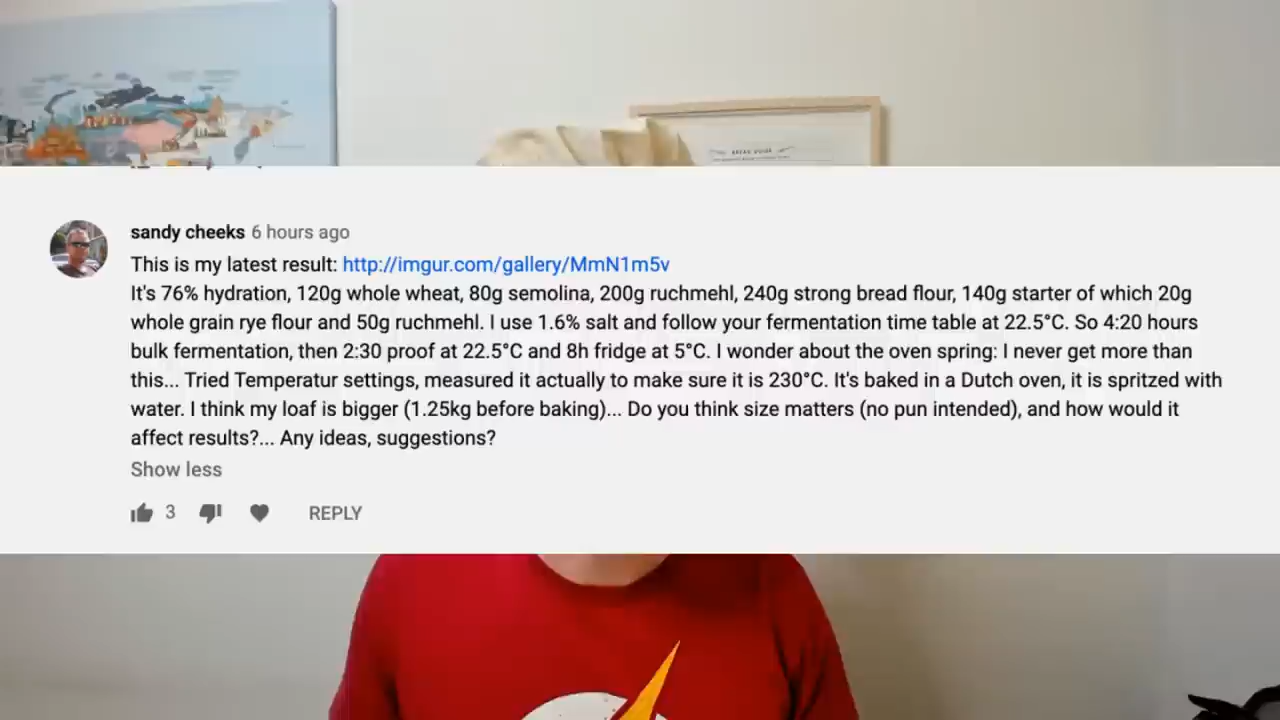 BREAD GUIDE
sandy cheeks 6 hours ago
This is my latest result: http://imgur.com/gallery/MmN1m5v
It's 76% hydration, 120g whole wheat, 80g semolina, 200g ruchmehl, 240g strong bread flour, 140g starter of which 20g
whole grain rye flour and 50g ruchmehl. I use 1.6% salt and follow your fermentation time table at 22.5°C. So 4:20 hours
bulk fermentation, then 2:30 proof at 22.5°C and 8h fridge at 5°C. I wonder about the oven spring: I never get more than
this... Tried Temperatur settings, measured it actually to make sure it is 230°C. It's baked in a Dutch oven, it is spritzed with
water. I think my loaf is bigger (1.25kg before baking)... Do you think size matters (no pun intended), and how would it
affect results?... Any ideas, suggestions?
Show less
3 REPLY